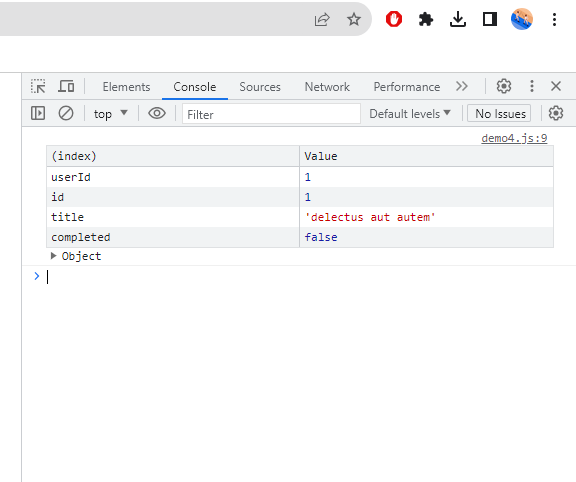 Elements Console Sources Network Performance
top Filter Default levels No Issues
demo4.js:9
(index) Value
userId 1
id 1
title 'delectus aut autem'
completed false
Object